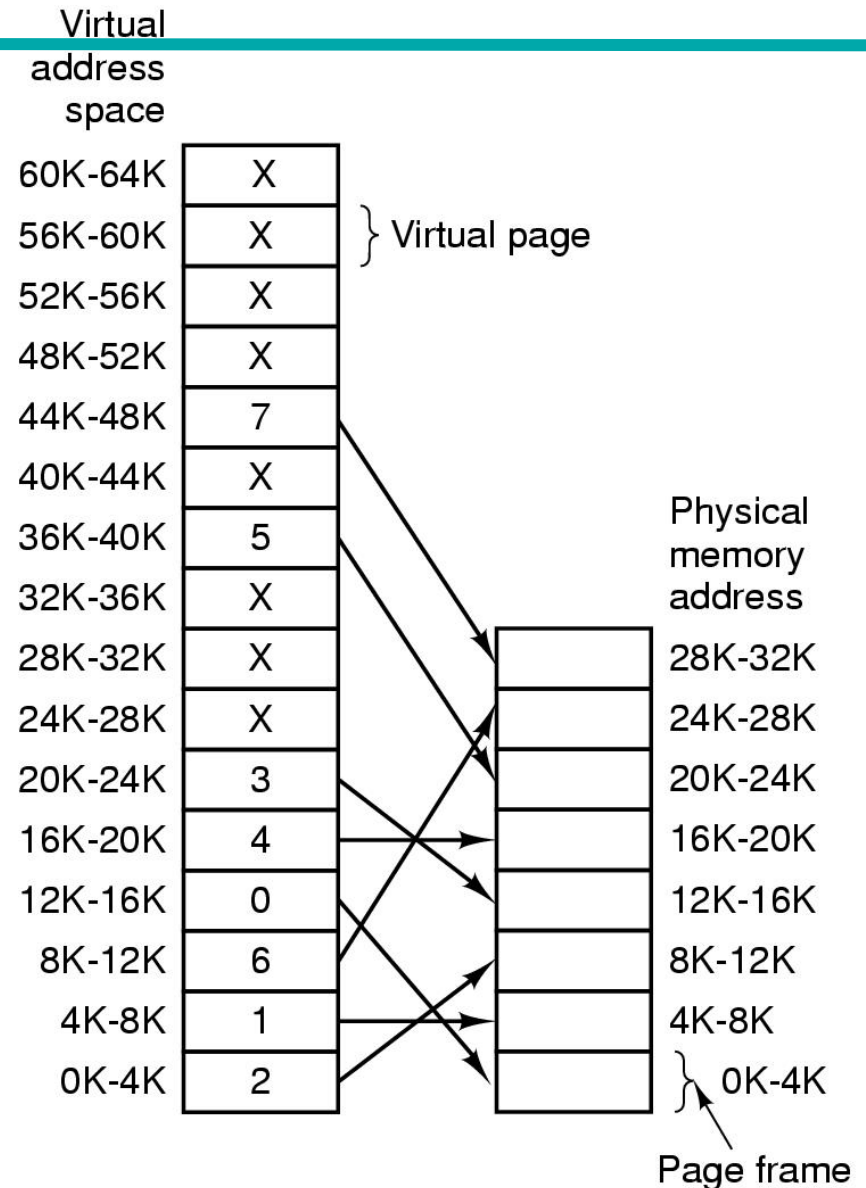 Virtual
address
space
60K-64K X
56K-60K X } Virtual page
52K-56K X
48K-52K X
44K-48K 7
40K-44K X
36K-40K 5
32K-36K X
28K-32K X
24K-28K X
20K-24K 3
16K-20K 4
12K-16K 0
8K-12K 6
4K-8K 1
0K-4K 2
Physical
memory
address
28K-32K
24K-28K
20K-24K
16K-20K
12K-16K
8K-12K
4K-8K
} 0K-4K
Page frame